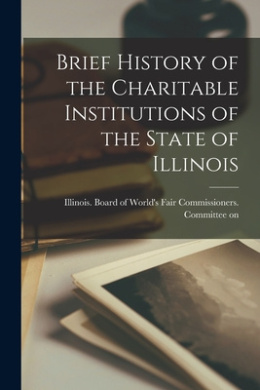 Brief History of
the Charitable
Institutions of
the State of
Illinois
Illinois. Board of World's Fair Commissioners.
Committee on